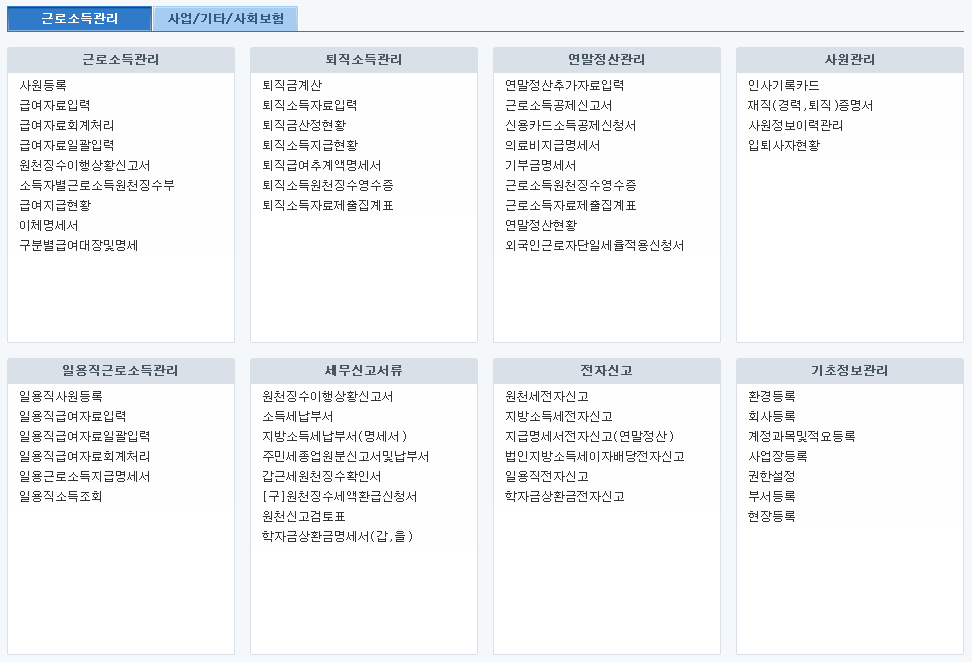 근로소득관리
사업/기타/사회보험
근로소득관리
사원등록
급여자료입력
급여자료회계처리
급여자료일괄입력
원천징수이행상황신고서
소득자별근로소득원천징수부
급여지급현황
이체명세서
구분별급여대장및명세
퇴직소득관리
퇴직금계산
퇴직소득자료입력
퇴직금산정현황
퇴직소득지급현황
퇴직급여추계액명세서
퇴직소득원천징수영수증
퇴직소득자료제출집계표
연말정산관리
연말정산추가자료입력
근로소득공제신고서
신용카드소득공제신청서
의료비지급명세서
기부금명세서
근로소득원천징수영수증
근로소득자료제출집계표
연말정산현황
외국인근로자단일세율적용신청서
사원관리
인사기록카드
재직(경력,퇴직)증명서
사원정보이력관리
입퇴사자현황
일용직근로소득관리
일용직사원등록
일용직급여자료입력
일용직급여자료일괄입력
일용직급여자료회계처리
일용근로소득지급명세서
일용직소득조회
세무신고서류
원천징수이행상황신고서
소득세납부서
지방소득세납부서(명세서)
주민세종업원분신고서및납부서
갑근세원천징수확인서
[구]원천징수세액환급신청서
원천신고검토표
학자금상환금명세서(갑,을)
전자신고
원천세전자신고
지방소득세전자신고
지급명세서전자신고(연말정산)
법인지방소득세이자배당전자신고
일용직전자신고
학자금상환금전자신고
기초정보관리
환경등록
회사등록
계정과목및적요등록
사업장등록
권한설정
부서등록
현장등록